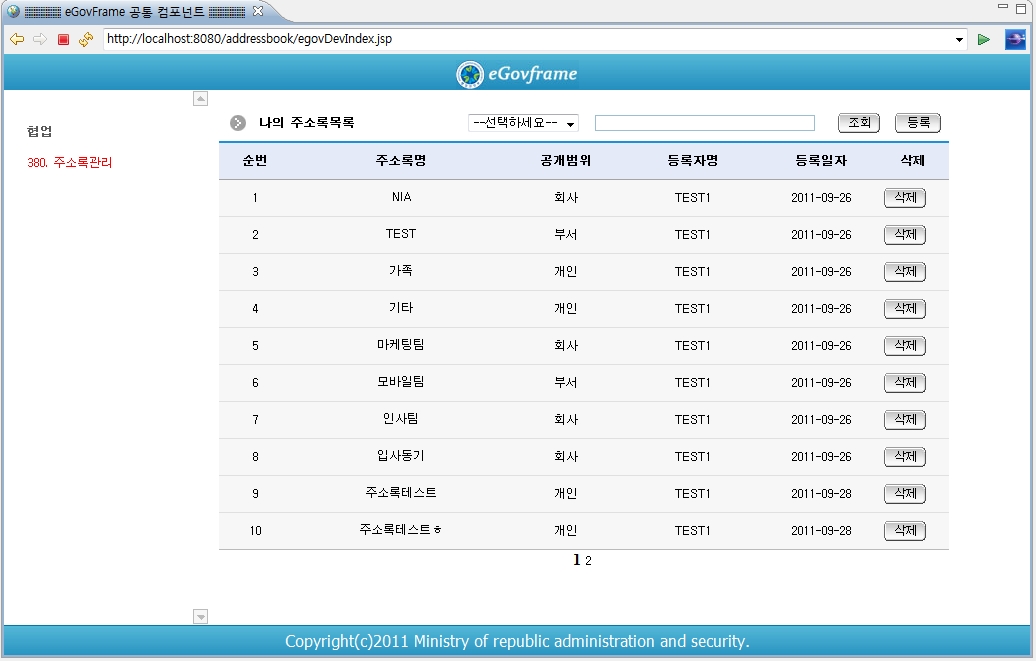 eGovFrame 공통 컴포넌트
http://localhost:8080/addressbook/egovDevIndex.jsp
eGovframe
협업
380. 주소록관리
나의 주소록목록 --선택하세요-- 조회 등록
순번 주소록명 공개범위 등록자명 등록일자 삭제
1 NIA 회사 TEST1 2011-09-26 삭제
2 TEST 부서 TEST1 2011-09-26 삭제
3 가족 개인 TEST1 2011-09-26 삭제
4 기타 개인 TEST1 2011-09-26 삭제
5 마케팅팀 회사 TEST1 2011-09-26 삭제
6 모바일팀 부서 TEST1 2011-09-26 삭제
7 인사팀 회사 TEST1 2011-09-26 삭제
8 입사동기 회사 TEST1 2011-09-26 삭제
9 주소록테스트 개인 TEST1 2011-09-28 삭제
10 주소록테스트ㅎ 개인 TEST1 2011-09-28 삭제
1 2
Copyright(c)2011 Ministry of republic administration and security.